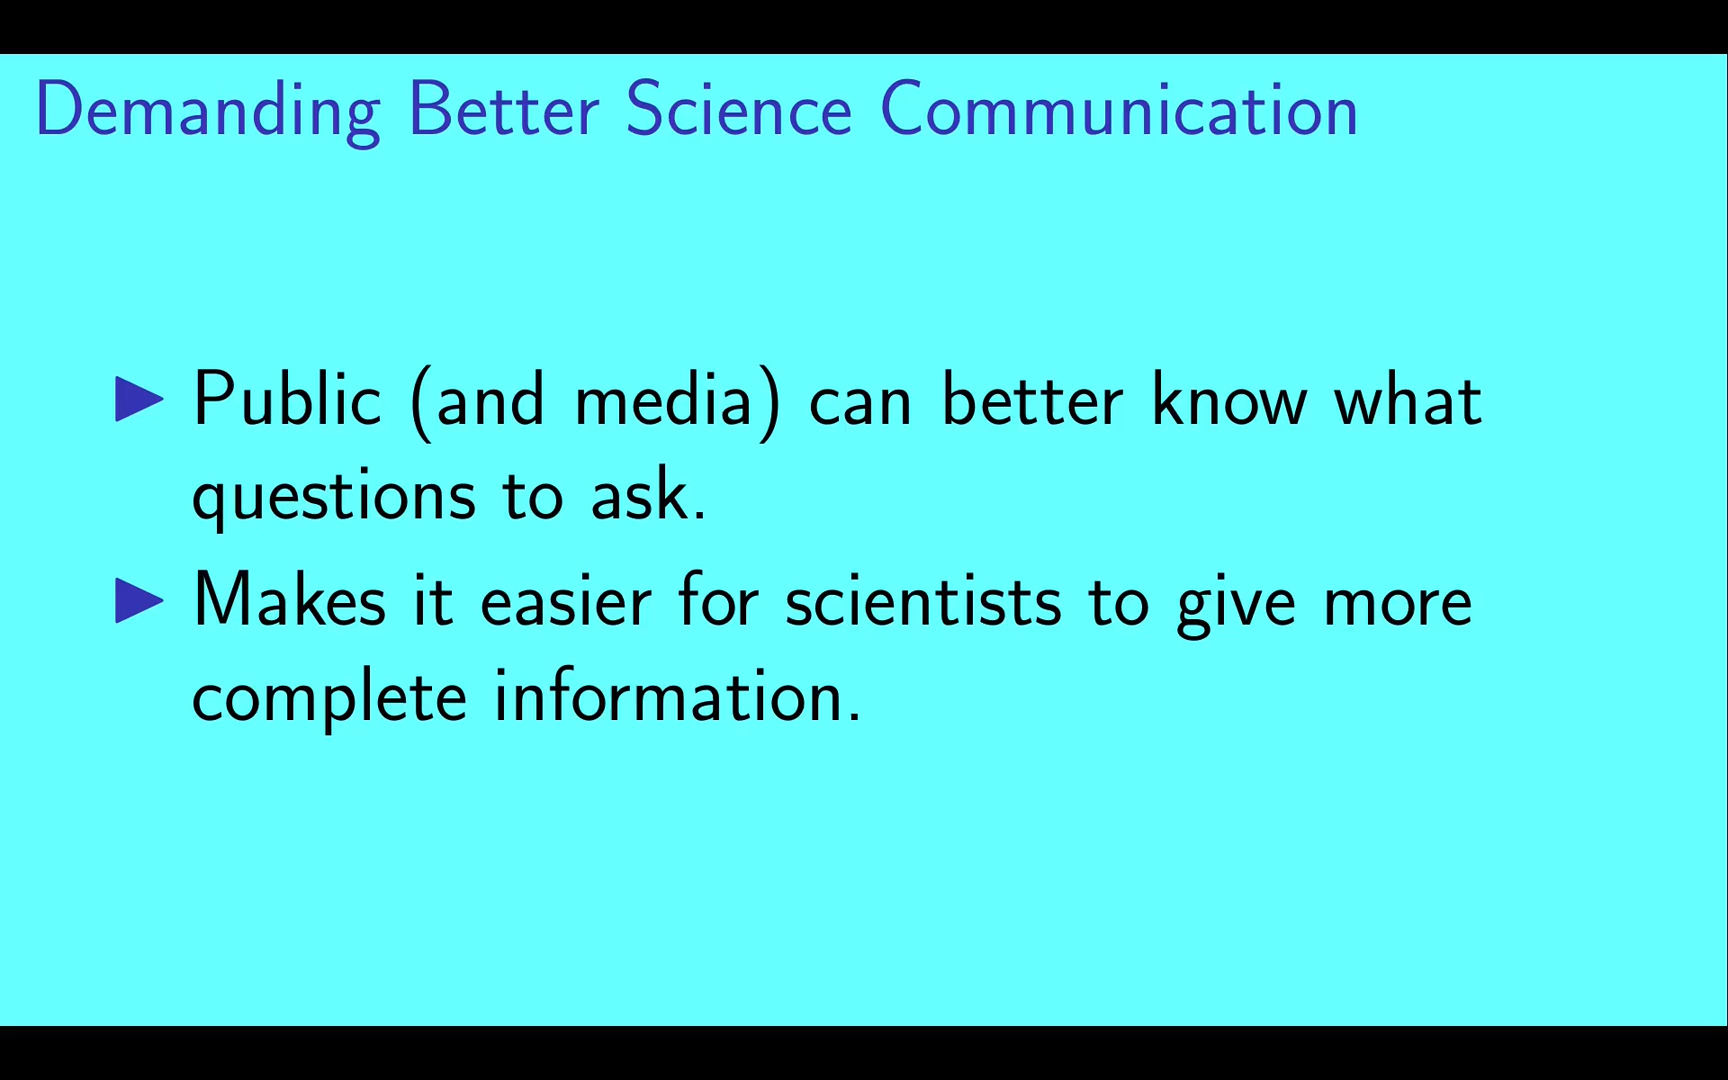 Demanding Better Science Communication
Public (and media) can better know what
questions to ask.
Makes it easier for scientists to give more
complete information.